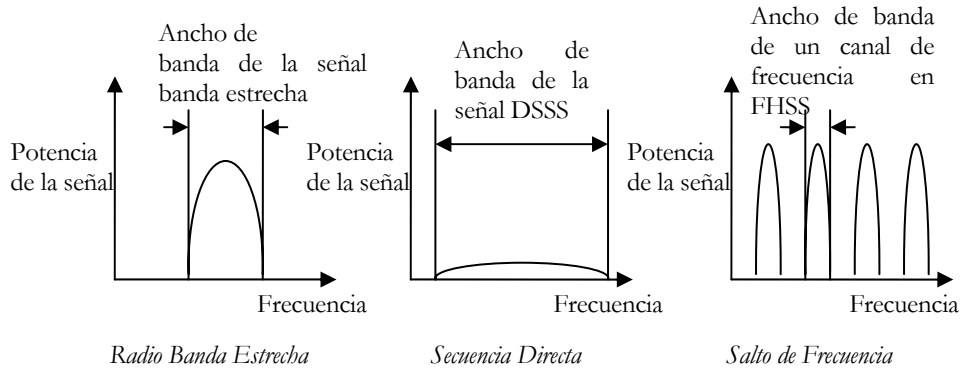 Ancho de
banda de la señal
banda estrecha
Potencia
de la señal
Frecuencia
Radio Banda Estrecha
Ancho de
banda de la
señal DSSS
Potencia
de la señal
Frecuencia
Secuencia Directa
Ancho de banda
de un canal de
frecuencia en
FHSS
Potencia
de la señal
Frecuencia
Salto de Frecuencia